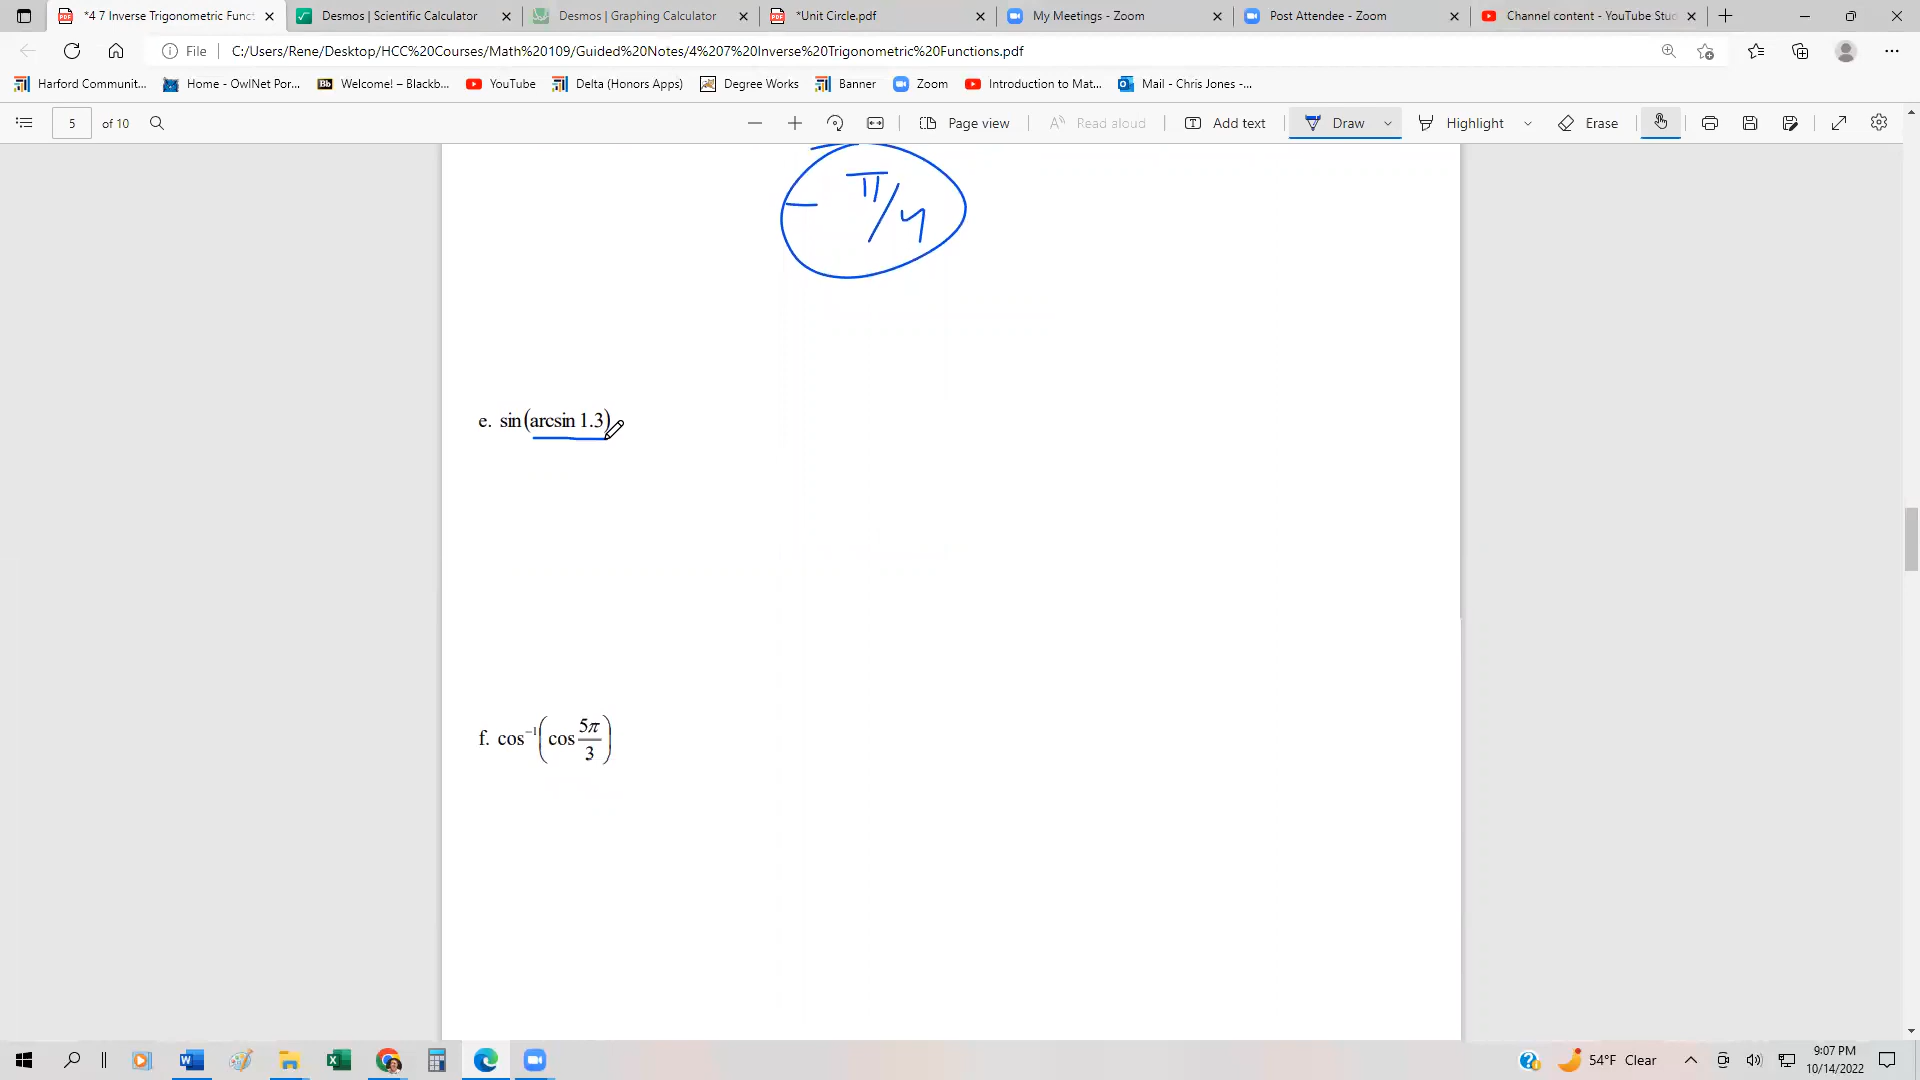 *4 7 Inverse Trigonometric Funct
Desmos | Scientific Calculator
Desmos | Graphing Calculator
*Unit Circle.pdf
My Meetings - Zoom
Post Attendee - Zoom
Channel content - YouTube Stud
File
C:/Users/Rene/Desktop/HCC%20Courses/Math%20109/Guided%20Notes/4%207%20Inverse%20Trigonometric%20Functions.pdf
Harford Communit...
Home - OwlNet Por...
Bb Welcome! – Blackb...
YouTube
Delta (Honors Apps)
Degree Works
Banner
Zoom
Introduction to Mat...
Mail - Chris Jones -...
5 of 10
Page view
Read aloud
Add text
Draw
Highlight
Erase
- π/4
e. sin(arcsin 1.3)
f. cos⁻¹(cos 5π/3)
54°F Clear
9:07 PM
10/14/2022